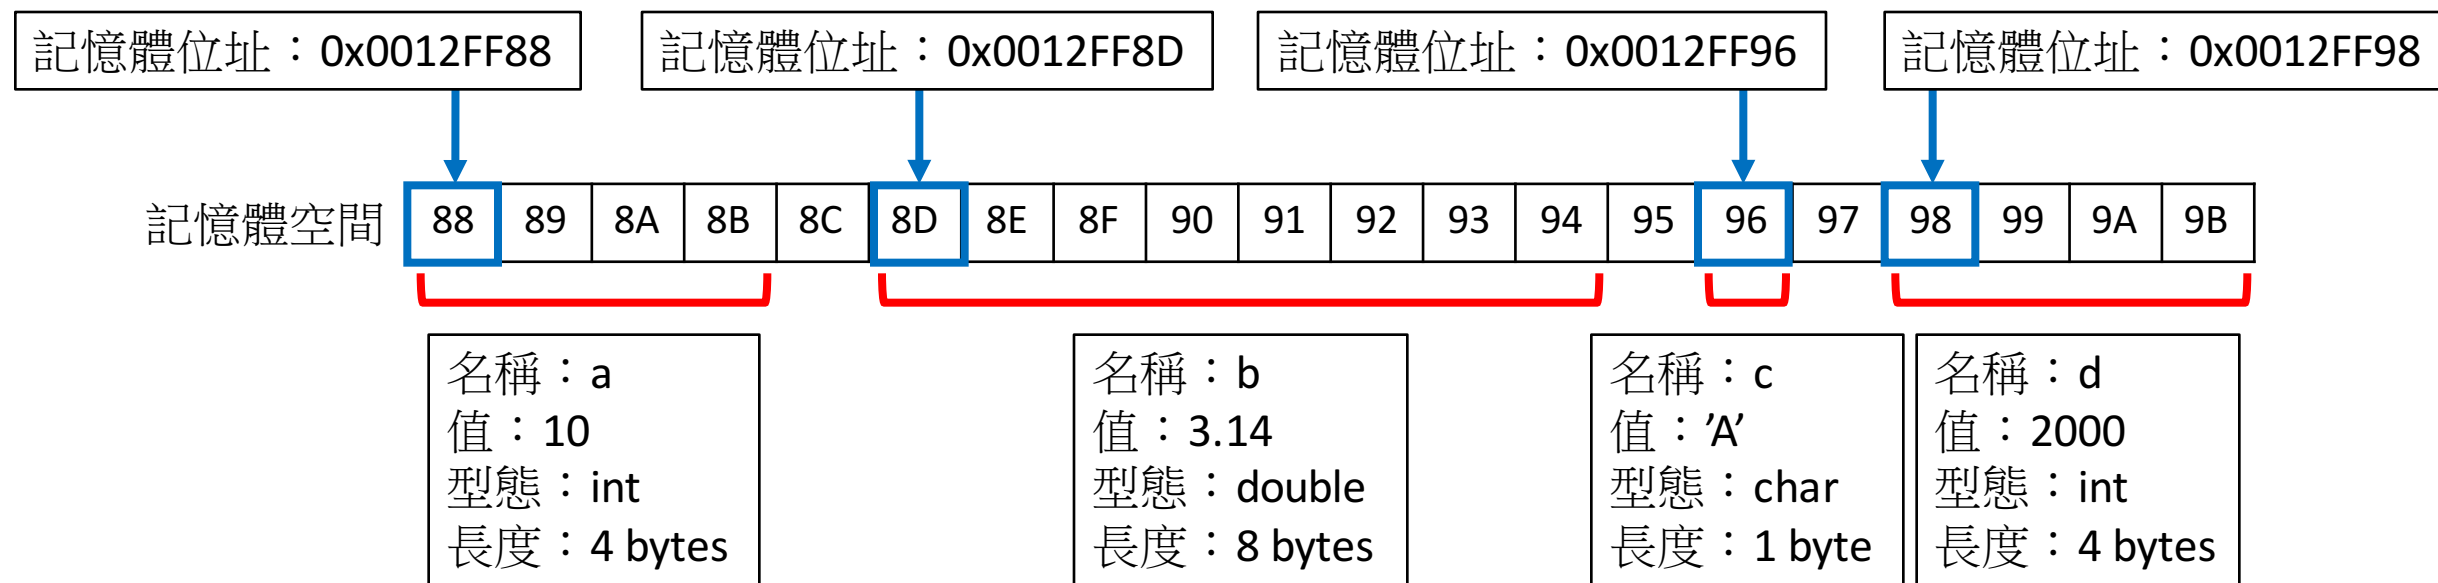 記憶體位址：0x0012FF88
記憶體位址：0x0012FF8D
記憶體位址：0x0012FF96
記憶體位址：0x0012FF98
記憶體空間 88 89 8A 8B 8C 8D 8E 8F 90 91 92 93 94 95 96 97 98 99 9A 9B
名稱：a
值：10
型態：int
長度：4 bytes
名稱：b
值：3.14
型態：double
長度：8 bytes
名稱：c
值：’A’
型態：char
長度：1 byte
名稱：d
值：2000
型態：int
長度：4 bytes